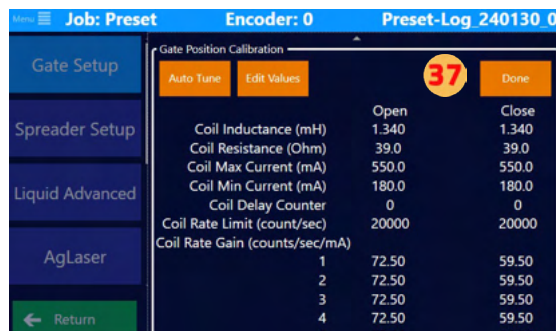 Menu Job: Preset Encoder: 0 Preset-Log_240130_0
Gate Setup
Spreader Setup
Liquid Advanced
AgLaser
Return
Gate Position Calibration
Auto Tune Edit Values 37 Done
Open Close
Coil Inductance (mH) 1.340 1.340
Coil Resistance (Ohm) 39.0 39.0
Coil Max Current (mA) 550.0 550.0
Coil Min Current (mA) 180.0 180.0
Coil Delay Counter 0 0
Coil Rate Limit (count/sec) 20000 20000
Coil Rate Gain (counts/sec/mA)
1 72.50 59.50
2 72.50 59.50
3 72.50 59.50
4 72.50 59.50